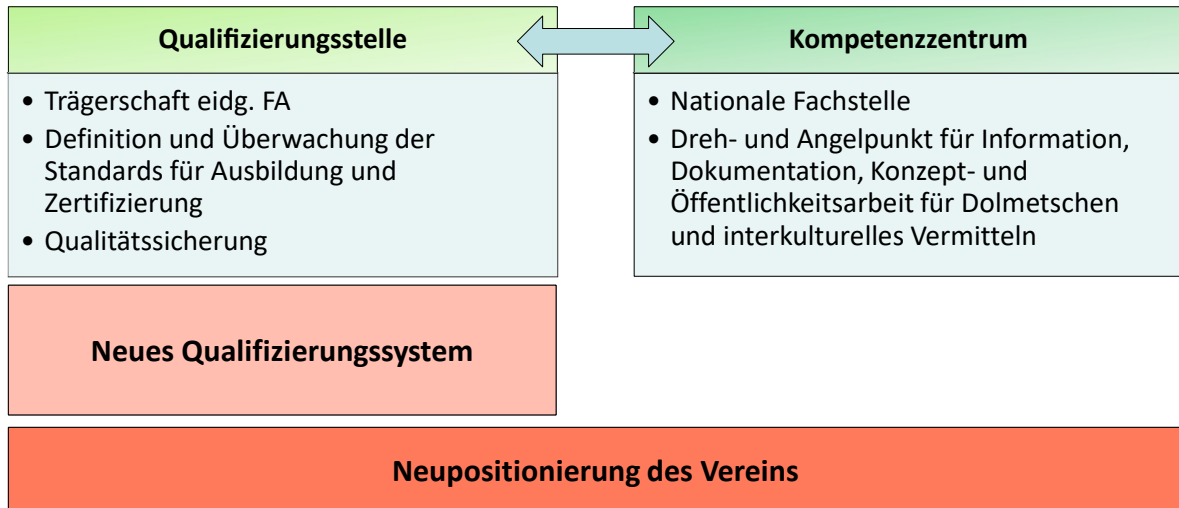 Qualifizierungsstelle
• Trägerschaft eidg. FA
• Definition und Überwachung der
Standards für Ausbildung und
Zertifizierung
• Qualitätssicherung
Kompetenzzentrum
• Nationale Fachstelle
• Dreh- und Angelpunkt für Information,
Dokumentation, Konzept- und
Öffentlichkeitsarbeit für Dolmetschen
und interkulturelles Vermitteln
Neues Qualifizierungssystem
Neupositionierung des Vereins